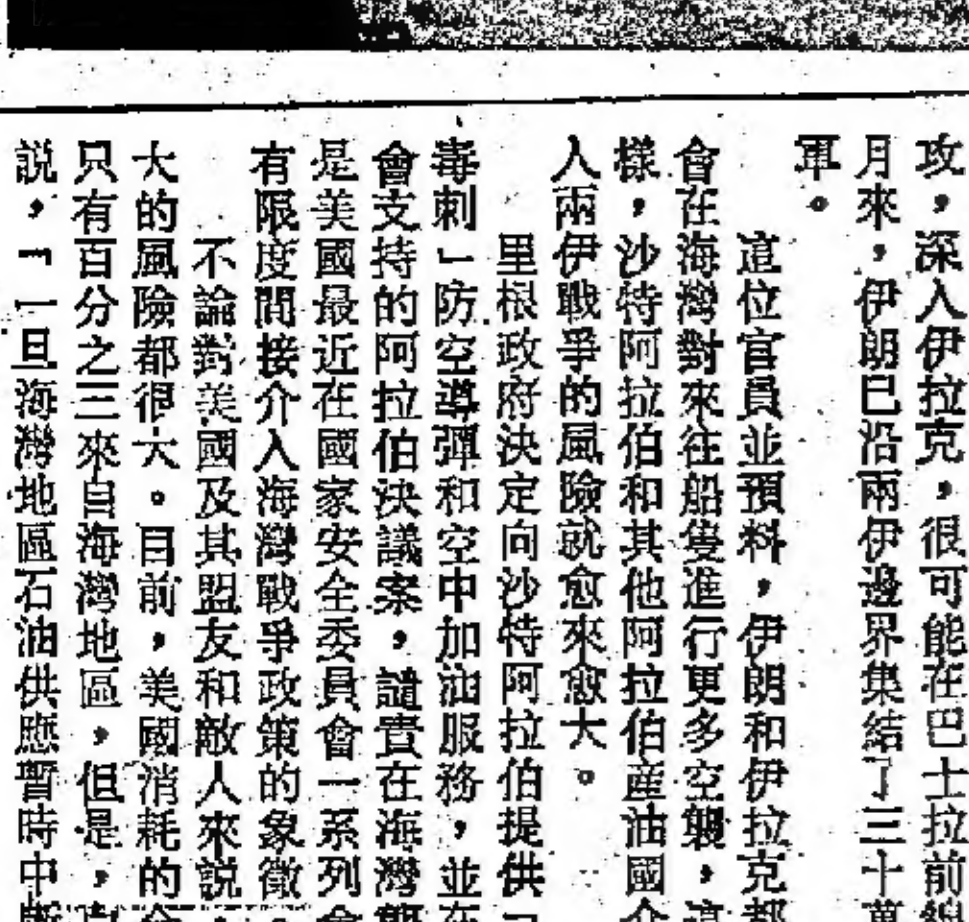 攻，深入伊拉克，很可能在巴士拉前線
月來，伊朗已沿兩伊邊界集結了三十萬
軍。
這位官員並預料，伊朗和伊拉克都
會在海灣對來往船隻進行更多空襲，這
樣，沙特阿拉伯和其他阿拉伯產油國介
入兩伊戰爭的風險就愈來愈大。
里根政府決定向沙特阿拉伯提供「
毒刺」防空導彈和空中加油服務，並在
會支持的阿拉伯決議案，譴責在海灣襲
是美國最近在國家安全委員會一系列會
有限度間接介入海灣戰爭政策的象徵。
不論對美國及其盟友和敵人來説，
大的風險都很大。目前，美國消耗的
只有百分之三來自海灣地區，但是，
説，「一旦海灣地區石油供應暫時中斷